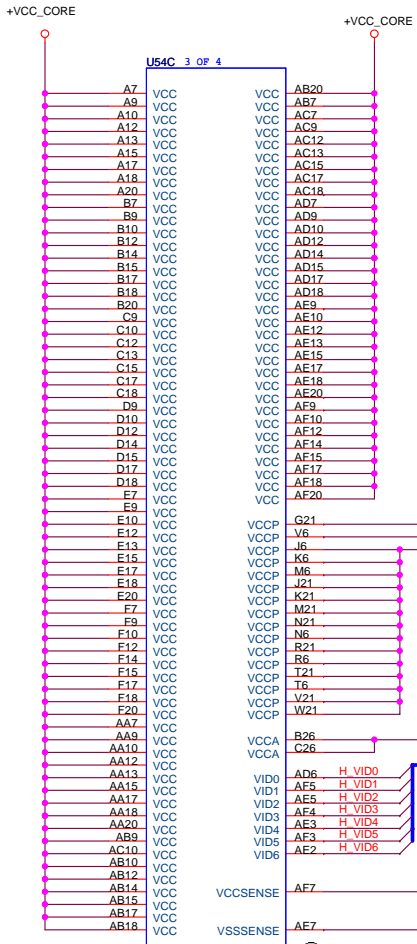 +VCC_CORE
+VCC_CORE
U54C 3 OF 4
A7 VCC
A9 VCC
A10 VCC
A12 VCC
A13 VCC
A15 VCC
A17 VCC
A18 VCC
A20 VCC
B7 VCC
B9 VCC
B10 VCC
B12 VCC
B14 VCC
B15 VCC
B17 VCC
B18 VCC
B20 VCC
C9 VCC
C10 VCC
C12 VCC
C13 VCC
C15 VCC
C17 VCC
C18 VCC
D9 VCC
D10 VCC
D12 VCC
D14 VCC
D15 VCC
D17 VCC
D18 VCC
E7 VCC
E9 VCC
E10 VCC
E12 VCC
E13 VCC
E15 VCC
E17 VCC
E18 VCC
E20 VCC
F7 VCC
F9 VCC
F10 VCC
F12 VCC
F14 VCC
F15 VCC
F17 VCC
F18 VCC
F20 VCC
AA7 VCC
AA9 VCC
AA10 VCC
AA12 VCC
AA13 VCC
AA15 VCC
AA17 VCC
AA18 VCC
AA20 VCC
AB9 VCC
AC10 VCC
AB10 VCC
AB12 VCC
AB14 VCC
AB15 VCC
AB17 VCC
AB18 VCC
VCC AB20
VCC AB7
VCC AC7
VCC AC9
VCC AC12
VCC AC13
VCC AC15
VCC AC17
VCC AC18
VCC AD7
VCC AD9
VCC AD10
VCC AD12
VCC AD14
VCC AD15
VCC AD17
VCC AD18
VCC AE9
VCC AE10
VCC AE12
VCC AE13
VCC AE15
VCC AE17
VCC AE18
VCC AE20
VCC AF9
VCC AF10
VCC AF12
VCC AF14
VCC AF15
VCC AF17
VCC AF18
VCC AF20
VCCP G21
VCCP V6
VCCP J6
VCCP K6
VCCP M6
VCCP J21
VCCP K21
VCCP M21
VCCP N21
VCCP N6
VCCP R21
VCCP R6
VCCP T21
VCCP T6
VCCP V21
VCCP W21
VCCA B26
VCCA C26
VID0 AD6 H_VID0
VID1 AF5 H_VID1
VID2 AE5 H_VID2
VID3 AF4 H_VID3
VID4 AE3 H_VID4
VID5 AF3 H_VID5
VID6 AE2 H_VID6
VCCSENSE AF7
VSSSENSE AE7